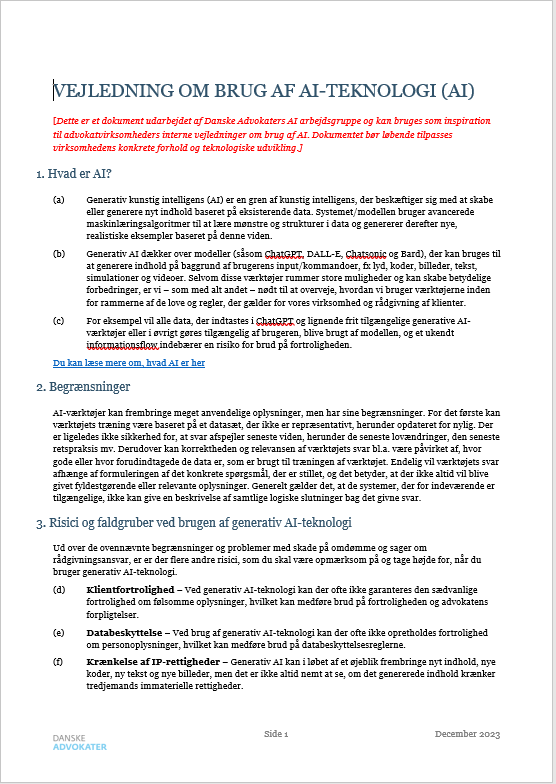 VEJLEDNING OM BRUG AF AI-TEKNOLOGI (AI)
[Dette er et dokument udarbejdet af Danske Advokaters AI arbejdsgruppe og kan bruges som inspiration
til advokatvirksomheders interne vejledninger om brug af AI. Dokumentet bør løbende tilpasses
virksomhedens konkrete forhold og teknologiske udvikling.]
1. Hvad er AI?
(a) Generativ kunstig intelligens (AI) er en gren af kunstig intelligens, der beskæftiger sig med at skabe
eller generere nyt indhold baseret på eksisterende data. Systemet/modellen bruger avancerede
maskinlæringsalgoritmer til at lære mønstre og strukturer i data og genererer derefter nye,
realistiske eksempler baseret på denne viden.
(b) Generativ AI dækker over modeller (såsom ChatGPT, DALL-E, Chatsonic og Bard), der kan bruges til
at generere indhold på baggrund af brugerens input/kommandoer, fx lyd, koder, billeder, tekst,
simulationer og videoer. Selvom disse værktøjer rummer store muligheder og kan skabe betydelige
forbedringer, er vi – som med alt andet – nødt til at overveje, hvordan vi bruger værktøjerne inden
for rammerne af de love og regler, der gælder for vores virksomhed og rådgivning af klienter.
(c) For eksempel vil alle data, der indtastes i ChatGPT og lignende frit tilgængelige generative AI-
værktøjer eller i øvrigt gøres tilgængelig af brugeren, blive brugt af modellen, og et ukendt
informationsflow indebærer en risiko for brud på fortroligheden.
Du kan læse mere om, hvad AI er her
2. Begrænsninger
AI-værktøjer kan frembringe meget anvendelige oplysninger, men har sine begrænsninger. For det første kan
værktøjets træning være baseret på et datasæt, der ikke er repræsentativt, herunder opdateret for nylig. Der
er ligeledes ikke sikkerhed for, at svar afspejler seneste viden, herunder de seneste lovændringer, den seneste
retspraksis mv. Derudover kan korrektheden og relevansen af værktøjets svar bl.a. være påvirket af, hvor
gode eller hvor forudindtagede de data er, som er brugt til træningen af værktøjet. Endelig vil værktøjets svar
afhænge af formuleringen af det konkrete spørgsmål, der er stillet, og det betyder, at der ikke altid vil blive
givet fyldestgørende eller relevante oplysninger. Generelt gælder det, at de systemer, der for indeværende er
tilgængelige, ikke kan give en beskrivelse af samtlige logiske slutninger bag det givne svar.
3. Risici og faldgruber ved brugen af generativ AI-teknologi
Ud over de ovennævnte begrænsninger og problemer med skade på omdømme og sager om
rådgivningsansvar, er er der flere andre risici, som du skal være opmærksom på og tage højde for, når du
bruger generativ AI-teknologi.
(d) Klientfortrolighed – Ved generativ AI-teknologi kan der ofte ikke garanteres den sædvanlige
fortrolighed om følsomme oplysninger, hvilket kan medføre brud på fortroligheden og advokatens
forpligtelser.
(e) Databeskyttelse – Ved brug af generativ AI-teknologi kan der ofte ikke opretholdes fortrolighed
om personoplysninger, hvilket kan medføre brud på databeskyttelsesreglerne.
(f) Krænkelse af IP-rettigheder – Generativ AI kan i løbet af et øjeblik frembringe nyt indhold, nye
koder, ny tekst og nye billeder, men det er ikke altid nemt at se, om det genererede indhold krænker
tredjemands immaterielle rettigheder.
DANSKE
ADVOKATER
Side 1
December 2023